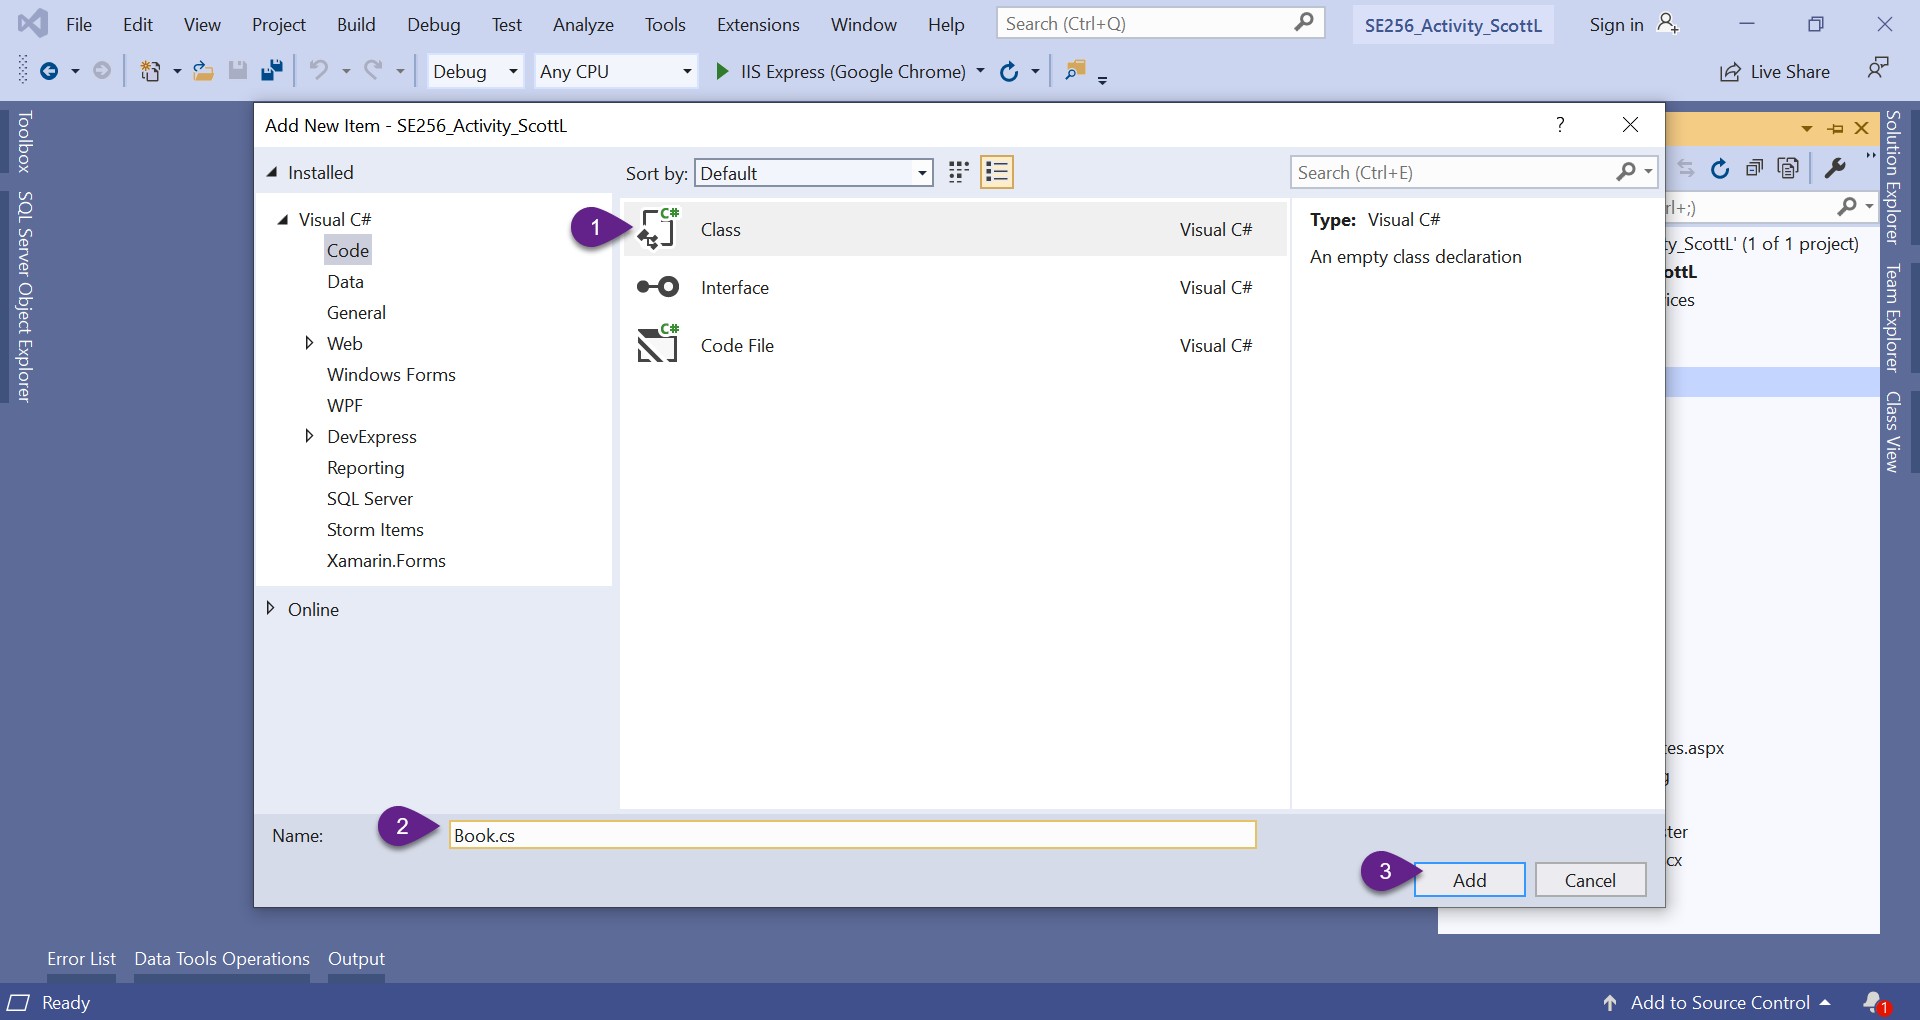 File Edit View Project Build Debug Test Analyze Tools Extensions Window Help Search (Ctrl+Q) SE256_Activity_ScottL Sign in
Debug Any CPU IIS Express (Google Chrome) Live Share
Toolbox
SQL Server Object Explorer
Add New Item - SE256_Activity_ScottL ?
Installed
Sort by: Default
Search (Ctrl+E)
Visual C#
Code
Data
General
Web
Windows Forms
WPF
DevExpress
Reporting
SQL Server
Storm Items
Xamarin.Forms
Online
1 C# Class Visual C#
Interface Visual C#
C# Code File Visual C#
Type: Visual C#
An empty class declaration
Name: 2 Book.cs
3 Add Cancel
rl+;)
ty_ScottL' (1 of 1 project)
ottL
ices
tes.aspx
g
ter
cx
Solution Explorer
Team Explorer
Class View
Error List Data Tools Operations Output
Ready Add to Source Control 1